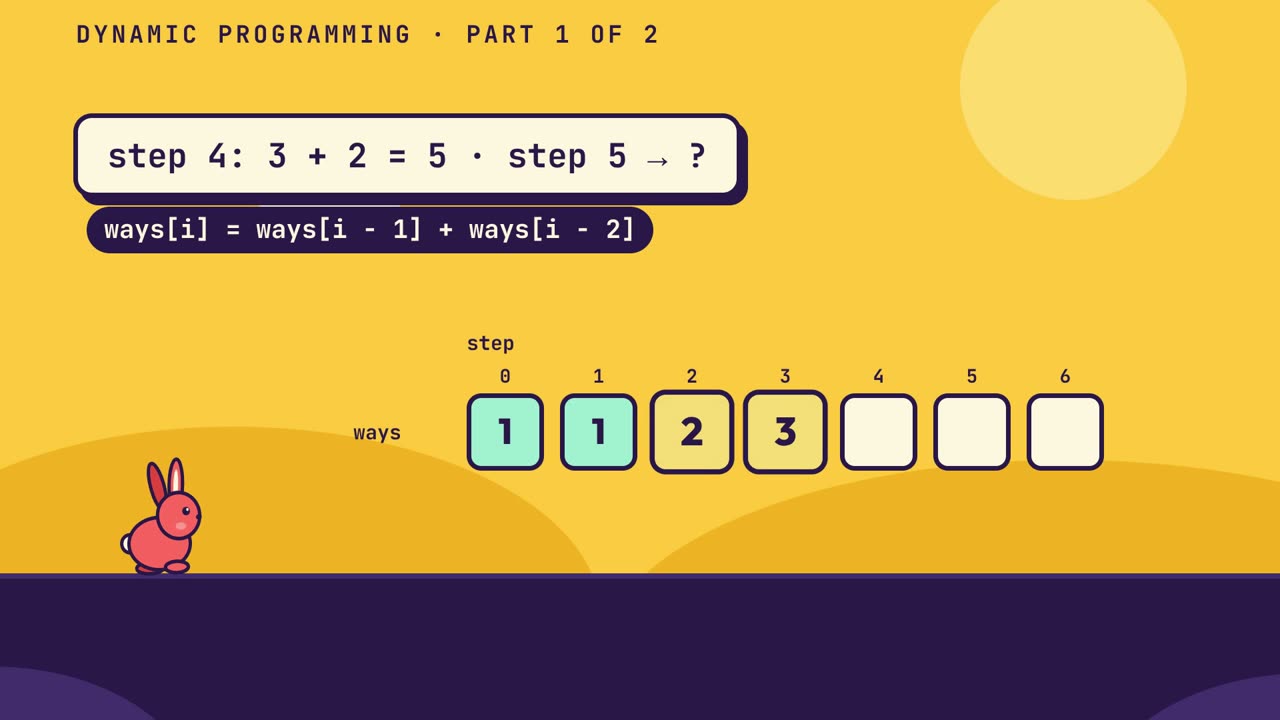 DYNAMIC PROGRAMMING · PART 1 OF 2
step 4: 3 + 2 = 5 · step 5 → ?
ways[i] = ways[i - 1] + ways[i - 2]
step
0 1 2 3 4 5 6
ways 1 1 2 3